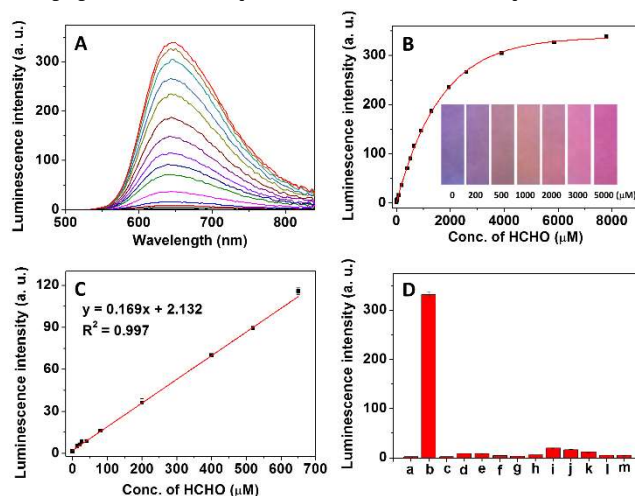 A
Luminescence intensity (a. u.)
300
200
100
0
500
600
700
800
Wavelength (nm)
B
Luminescence intensity (a. u.)
300
200
100
0
0 200 500 1000 2000 3000 5000 (μM)
0
2000
4000
6000
8000
Conc. of HCHO (μM)
C
Luminescence intensity (a. u.)
y = 0.169x + 2.132
R² = 0.997
120
80
40
0
0 100 200 300 400 500 600 700
Conc. of HCHO (μM)
D
Luminescence intensity (a. u.)
300
200
100
0
a b c d e f g h i j k l m